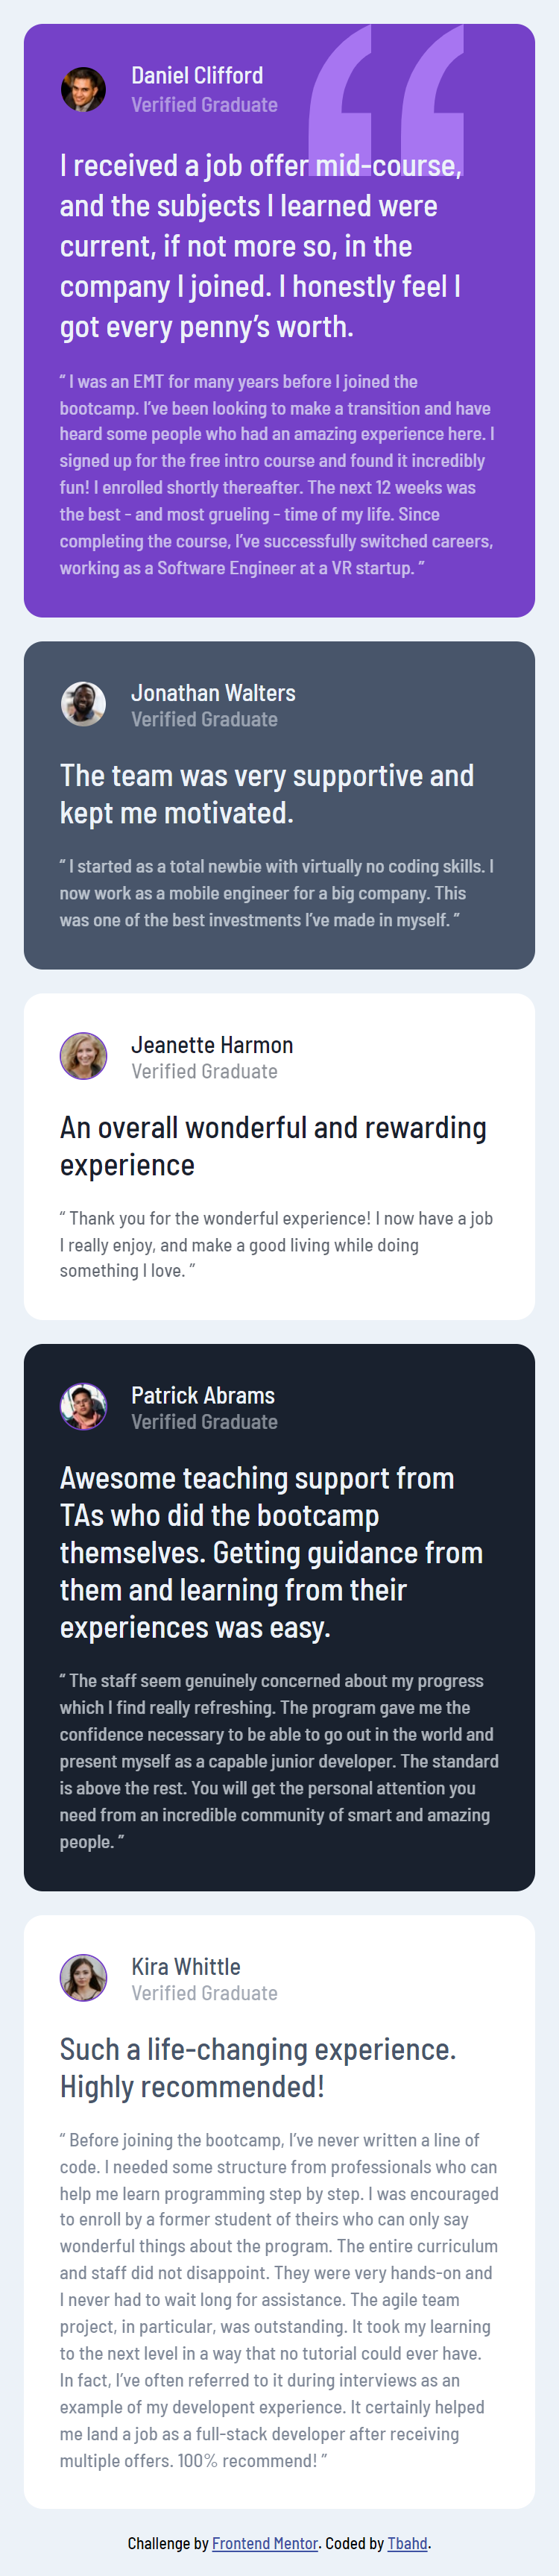 Daniel Clifford
Verified Graduate
I received a job offer mid-course,
and the subjects I learned were
current, if not more so, in the
company I joined. I honestly feel I
got every penny’s worth.
“ I was an EMT for many years before I joined the
bootcamp. I’ve been looking to make a transition and have
heard some people who had an amazing experience here. I
signed up for the free intro course and found it incredibly
fun! I enrolled shortly thereafter. The next 12 weeks was
the best - and most grueling - time of my life. Since
completing the course, I’ve successfully switched careers,
working as a Software Engineer at a VR startup. ”
Jonathan Walters
Verified Graduate
The team was very supportive and
kept me motivated.
“ I started as a total newbie with virtually no coding skills. I
now work as a mobile engineer for a big company. This
was one of the best investments I’ve made in myself. ”
Jeanette Harmon
Verified Graduate
An overall wonderful and rewarding
experience
“ Thank you for the wonderful experience! I now have a job
I really enjoy, and make a good living while doing
something I love. ”
Patrick Abrams
Verified Graduate
Awesome teaching support from
TAs who did the bootcamp
themselves. Getting guidance from
them and learning from their
experiences was easy.
“ The staff seem genuinely concerned about my progress
which I find really refreshing. The program gave me the
confidence necessary to be able to go out in the world and
present myself as a capable junior developer. The standard
is above the rest. You will get the personal attention you
need from an incredible community of smart and amazing
people. ”
Kira Whittle
Verified Graduate
Such a life-changing experience.
Highly recommended!
“ Before joining the bootcamp, I’ve never written a line of
code. I needed some structure from professionals who can
help me learn programming step by step. I was encouraged
to enroll by a former student of theirs who can only say
wonderful things about the program. The entire curriculum
and staff did not disappoint. They were very hands-on and
I never had to wait long for assistance. The agile team
project, in particular, was outstanding. It took my learning
to the next level in a way that no tutorial could ever have.
In fact, I’ve often referred to it during interviews as an
example of my developent experience. It certainly helped
me land a job as a full-stack developer after receiving
multiple offers. 100% recommend! ”
Challenge by Frontend Mentor. Coded by Tbahd.